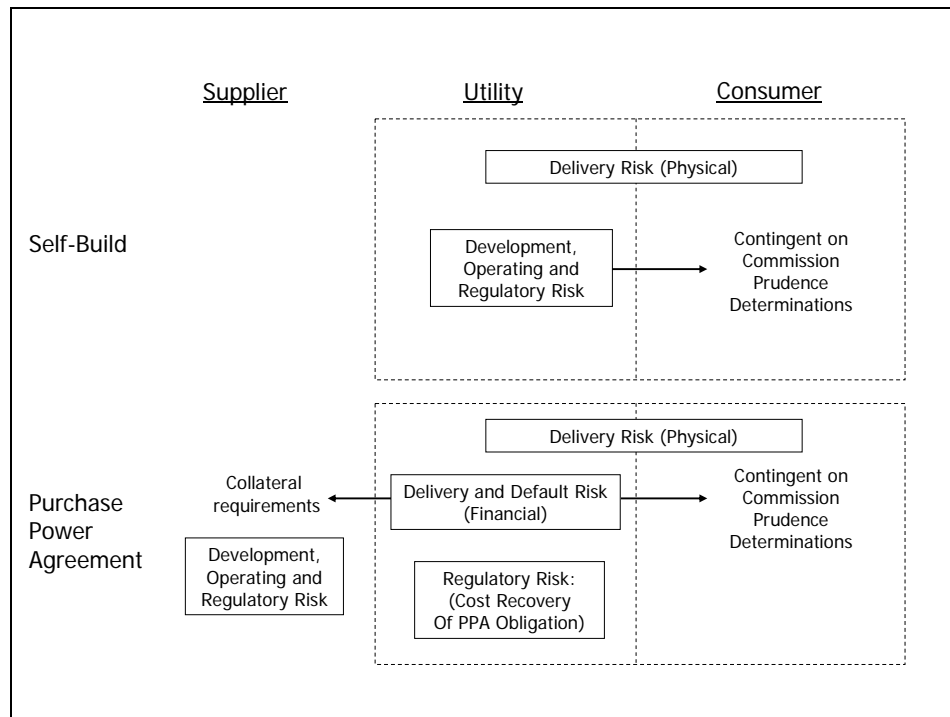 Supplier
Utility
Consumer
Delivery Risk (Physical)
Self-Build
Development,
Operating and
Regulatory Risk
Contingent on
Commission
Prudence
Determinations
Delivery Risk (Physical)
Purchase
Power
Agreement
Collateral
requirements
Delivery and Default Risk
(Financial)
Contingent on
Commission
Prudence
Determinations
Development,
Operating and
Regulatory Risk
Regulatory Risk:
(Cost Recovery
Of PPA Obligation)